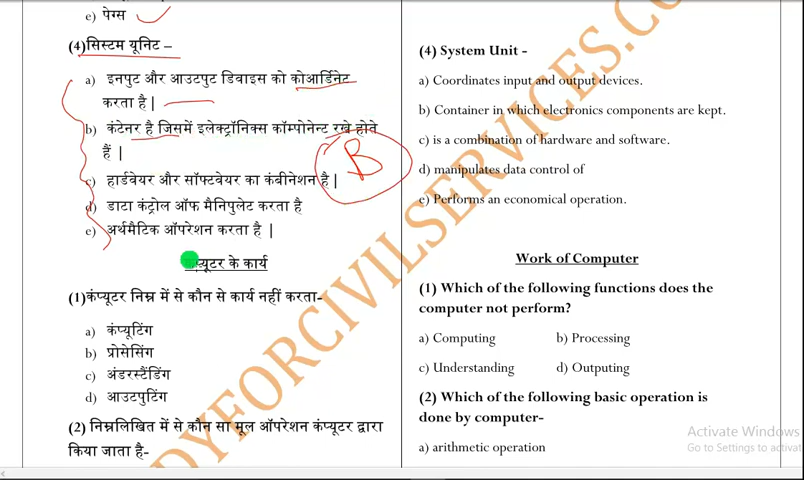 e) पेग्स
(4)सिस्टम यूनिट –
a) इनपुट और आउटपुट डिवाइस को कोआर्डिनेट
करता है|
b) कंटेनर है जिसमें इलेक्ट्रॉनिक्स कॉम्पोनेन्ट रखे होते
हैं |
c) हार्डवेयर और सॉफ्टवेयर का कंबीनेशन है|
d) डाटा कंट्रोल ऑफ मैनिपुलेट करता है
e) अर्थमैटिक ऑपरेशन करता है |
B
कंप्यूटर के कार्य
(1)कंप्यूटर निम्न में से कौन से कार्य नहीं करता-
a) कंप्यूटिंग
b) प्रोसेसिंग
c) अंडरस्टैंडिंग
d) आउटपुटिंग
(2) निम्नलिखित में से कौन सा मूल ऑपरेशन कंप्यूटर द्वारा
किया जाता है-
(4) System Unit -
a) Coordinates input and output devices.
b) Container in which electronics components are kept.
c) is a combination of hardware and software.
d) manipulates data control of
e) Performs an economical operation.
Work of Computer
(1) Which of the following functions does the
computer not perform?
a) Computing b) Processing
c) Understanding d) Outputing
(2) Which of the following basic operation is
done by computer-
a) arithmetic operation
DYFORCIVILSERVICES.CO
Activate Windows
Go to Settings to activat